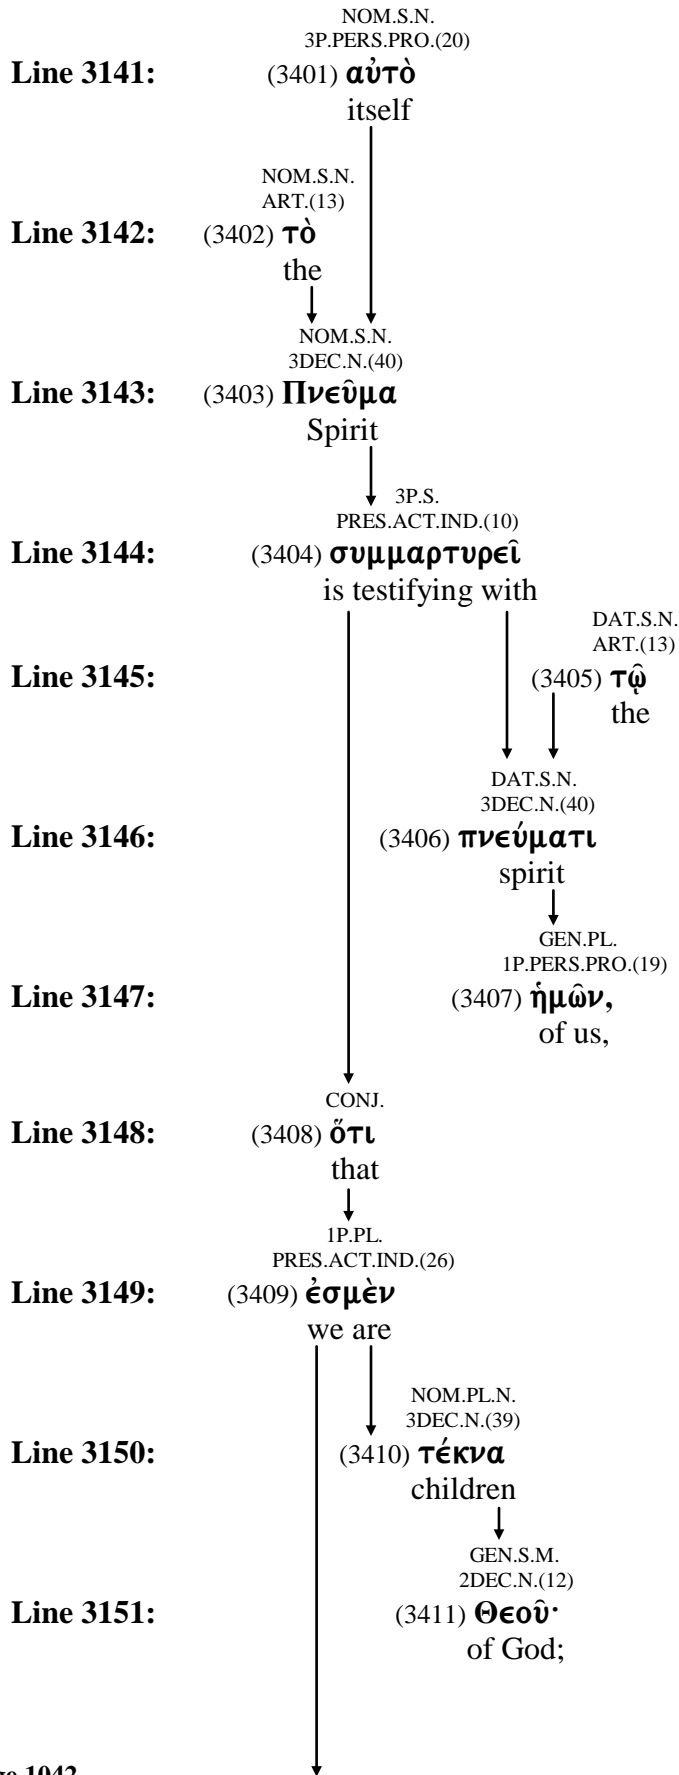 NOM.S.N.
3P.PERS.PRO.(20)
Line 3141: (3401) αὐτὸ
itself
NOM.S.N.
ART.(13)
Line 3142: (3402) τὸ
the
NOM.S.N.
3DEC.N.(40)
Line 3143: (3403) Πνεῦμα
Spirit
3P.S.
PRES.ACT.IND.(10)
Line 3144: (3404) συμμαρτυρεῖ
is testifying with
DAT.S.N.
ART.(13)
Line 3145: (3405) τῷ
the
DAT.S.N.
3DEC.N.(40)
Line 3146: (3406) πνεύματι
spirit
GEN.PL.
1P.PERS.PRO.(19)
Line 3147: (3407) ἡμῶν,
of us,
CONJ.
Line 3148: (3408) ὅτι
that
1P.PL.
PRES.ACT.IND.(26)
Line 3149: (3409) ἐσμὲν
we are
NOM.PL.N.
3DEC.N.(39)
Line 3150: (3410) τέκνα
children
GEN.S.M.
2DEC.N.(12)
Line 3151: (3411) Θεοῦ·
of God;
1042